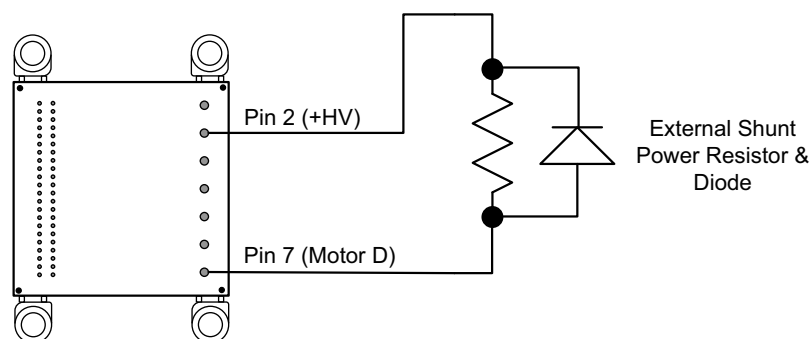 Pin 2 (+HV)
External Shunt
Power Resistor &
Diode
Pin 7 (Motor D)